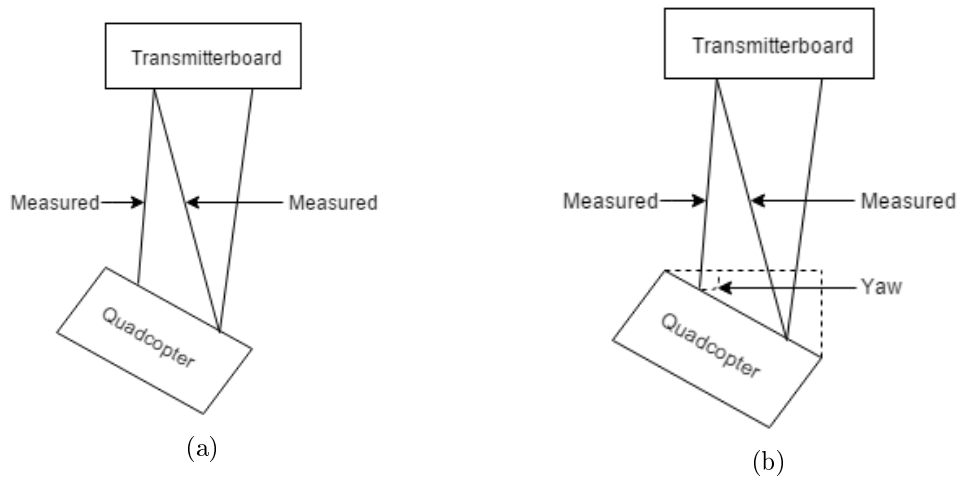 Transmitterboard
Measured
Measured
Quadcopter
(a)
Transmitterboard
Measured
Measured
Yaw
Quadcopter
(b)